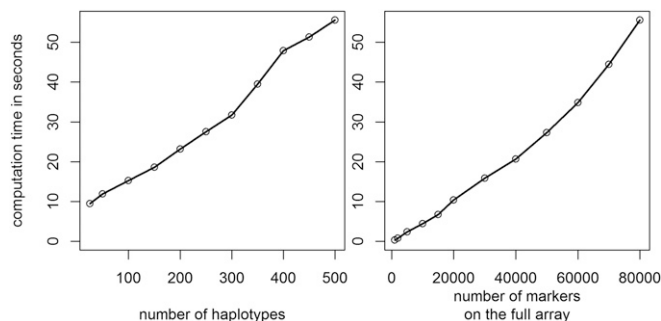 computation time in seconds
0 10 20 30 40 50
100 200 300 400 500
number of haplotypes
0 10 20 30 40 50
0 20000 40000 60000 80000
number of markers
on the full array